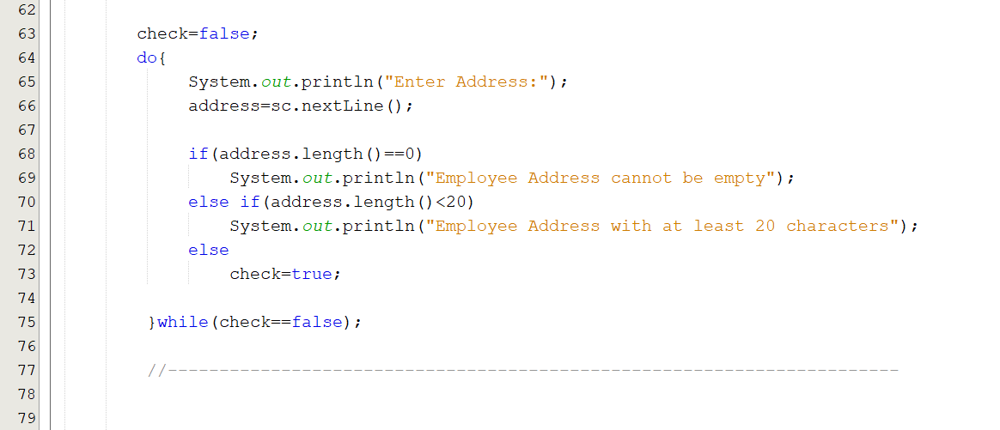 62
63 check=false;
64 do{
65 System.out.println("Enter Address:");
66 address=sc.nextLine();
67
68 if(address.length()==0)
69 System.out.println("Employee Address cannot be empty");
70 else if(address.length()<20)
71 System.out.println("Employee Address with at least 20 characters");
72 else
73 check=true;
74
75 }while(check==false);
76
77 //-----------------------------------------------------------------------
78
79